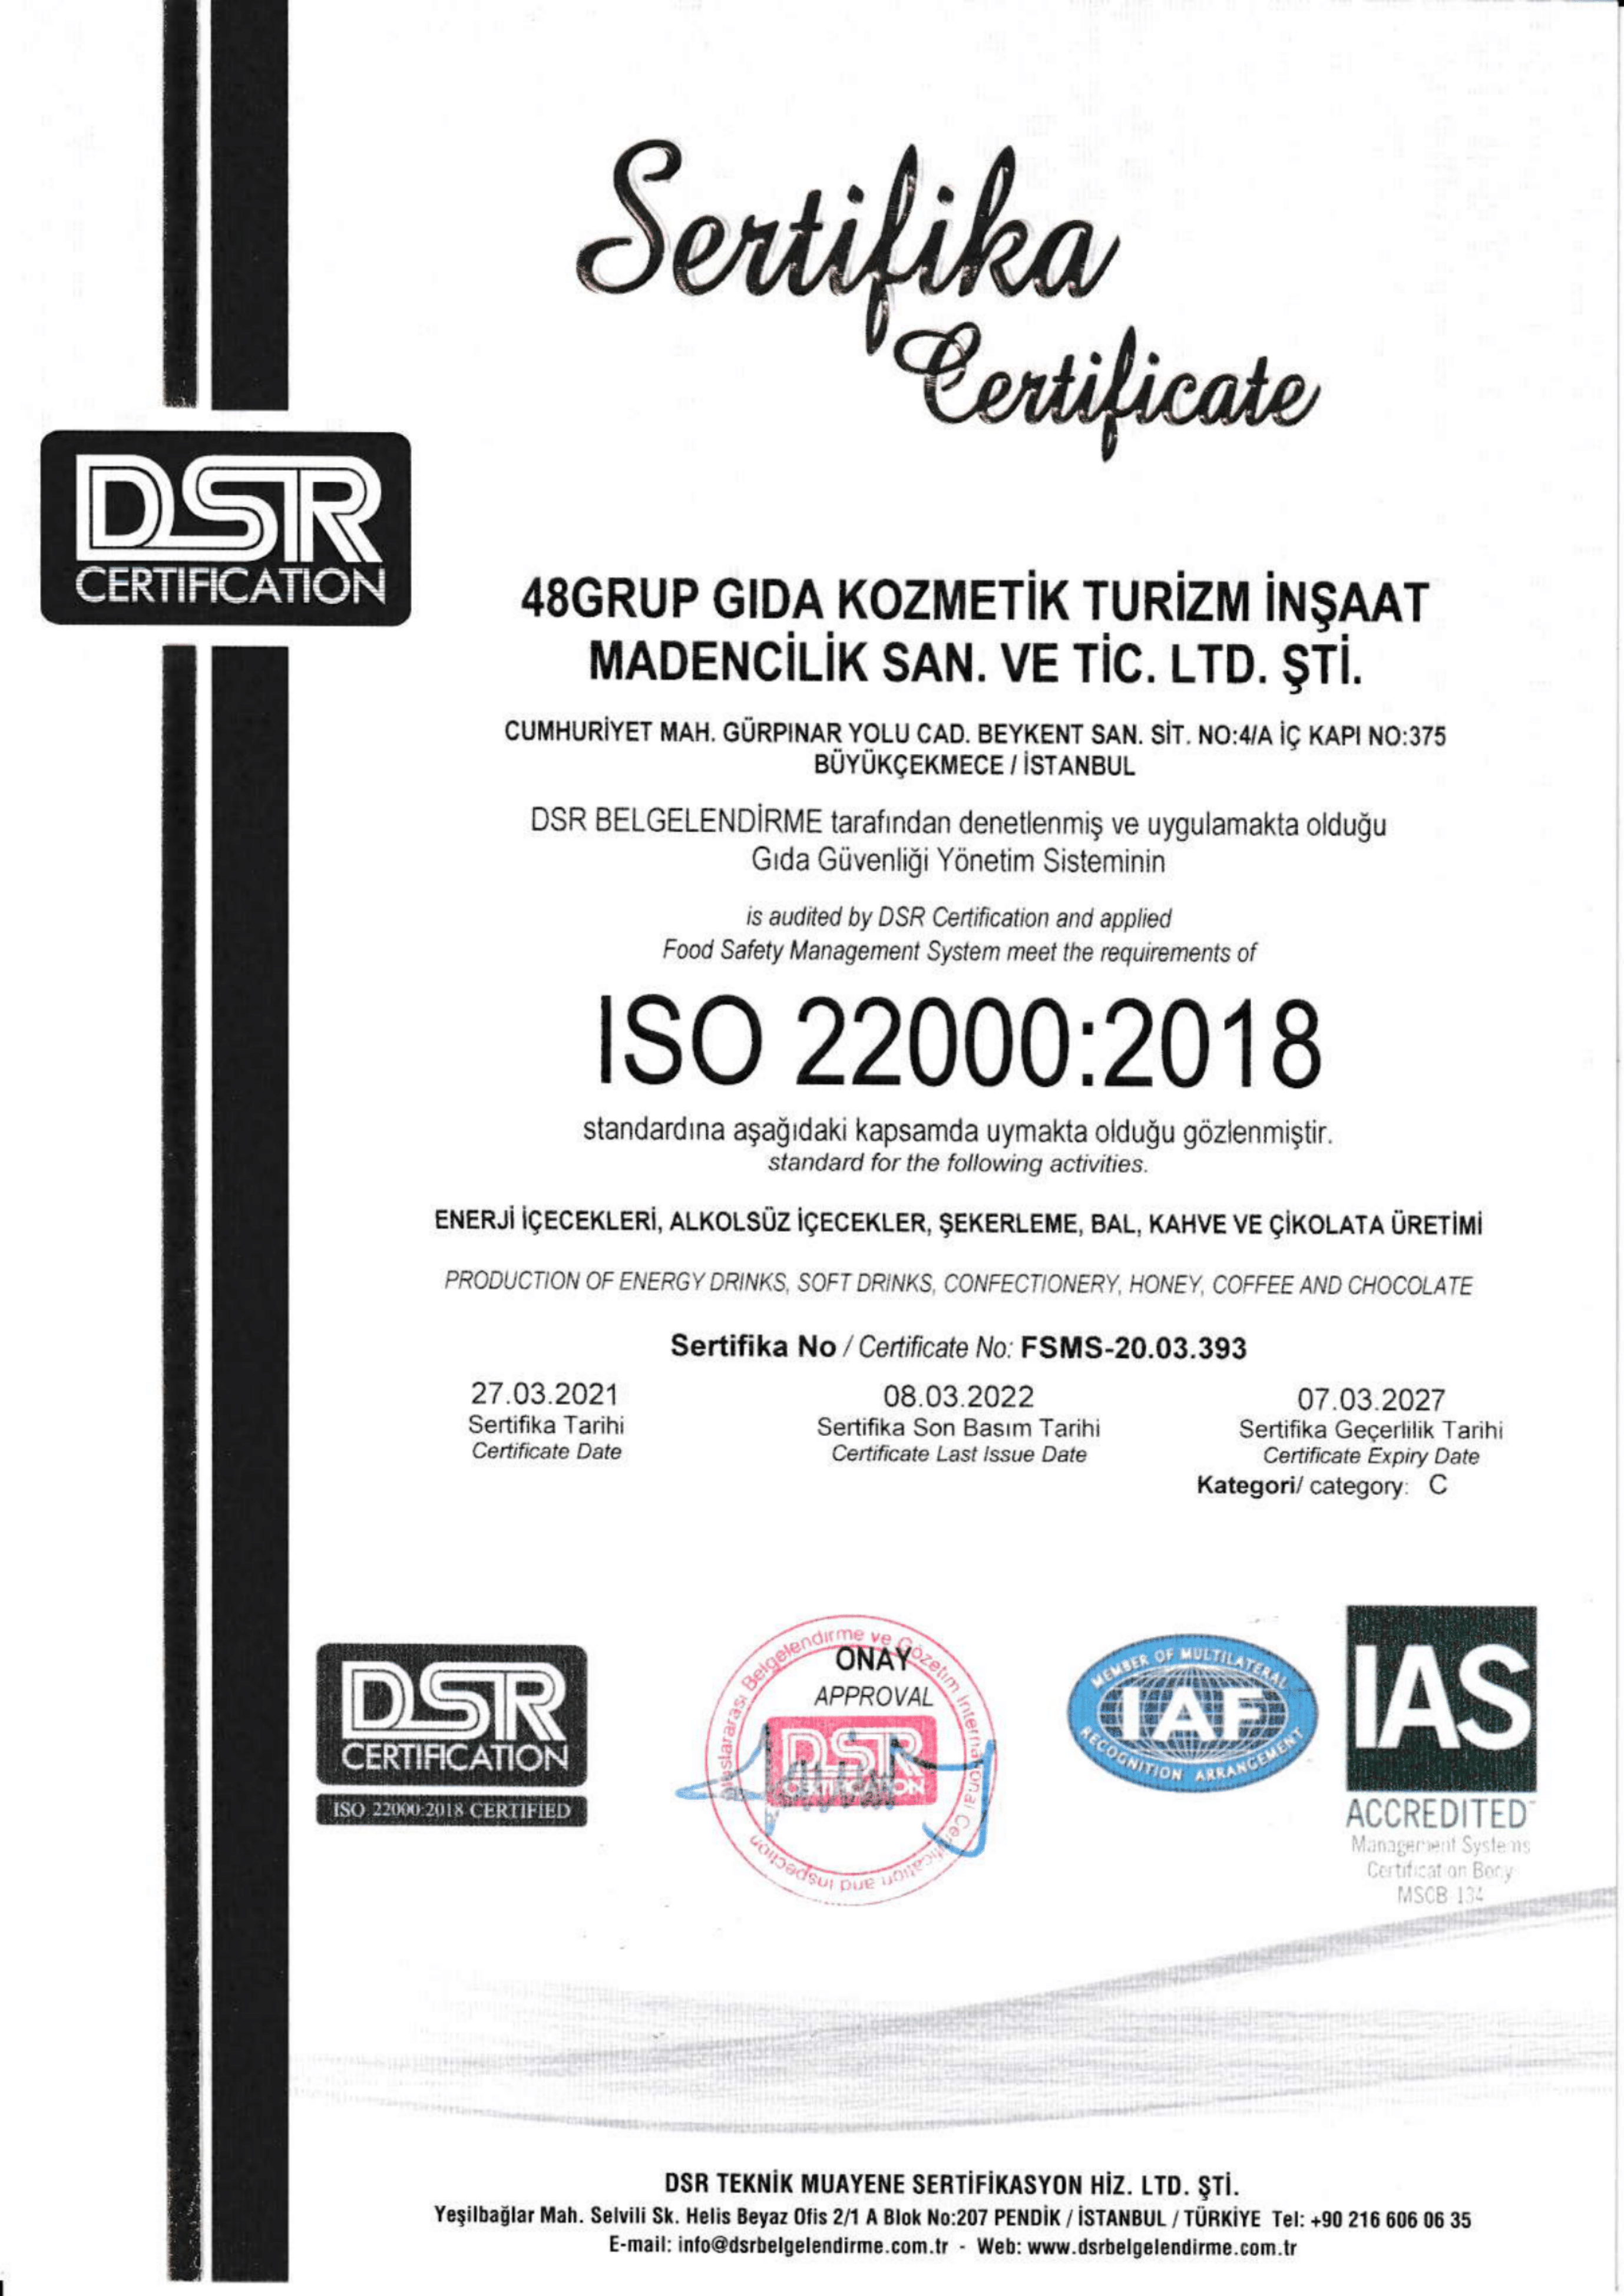 Sertifika
Certificate
DSR
CERTIFICATION
48GRUP GIDA KOZMETİK TURİZM İNŞAAT
MADENCİLİK SAN. VE TİC. LTD. ŞTİ.
CUMHURİYET MAH. GÜRPINAR YOLU CAD. BEYKENT SAN. SİT. NO:4/A İÇ KAPI NO:375
BÜYÜKÇEKMECE / İSTANBUL
DSR BELGELENDİRME tarafından denetlenmiş ve uygulamakta olduğu
Gıda Güvenliği Yönetim Sisteminin
is audited by DSR Certification and applied
Food Safety Management System meet the requirements of
ISO 22000:2018
standardına aşağıdaki kapsamda uymakta olduğu gözlenmiştir.
standard for the following activities.
ENERJİ İÇECEKLERİ, ALKOLSÜZ İÇECEKLER, ŞEKERLEME, BAL, KAHVE VE ÇİKOLATA ÜRETİMİ
PRODUCTION OF ENERGY DRINKS, SOFT DRINKS, CONFECTIONERY, HONEY, COFFEE AND CHOCOLATE
Sertifika No / Certificate No: FSMS-20.03.393
27.03.2021
Sertifika Tarihi
Certificate Date
08.03.2022
Sertifika Son Basım Tarihi
Certificate Last Issue Date
07.03.2027
Sertifika Geçerlilik Tarihi
Certificate Expiry Date
Kategori/ category: C
DSR
CERTIFICATION
ISO 22000:2018 CERTIFIED
Belgelendirme ve Gözetim International
and Inspection
ONAY
APPROVAL
DSR
CERTIFICATION
MEMBER OF MULTILATERAL
IAF
RECOGNITION ARRANGEMENT
IAS
ACCREDITED™
Management Systems
Certification Body
MSCB 134
DSR TEKNİK MUAYENE SERTİFİKASYON HİZ. LTD. ŞTİ.
Yeşilbağlar Mah. Selvili Sk. Helis Beyaz Ofis 2/1 A Blok No:207 PENDİK / İSTANBUL / TÜRKİYE Tel: +90 216 606 06 35
E-mail: info@dsrbelgelendirme.com.tr - Web: www.dsrbelgelendirme.com.tr